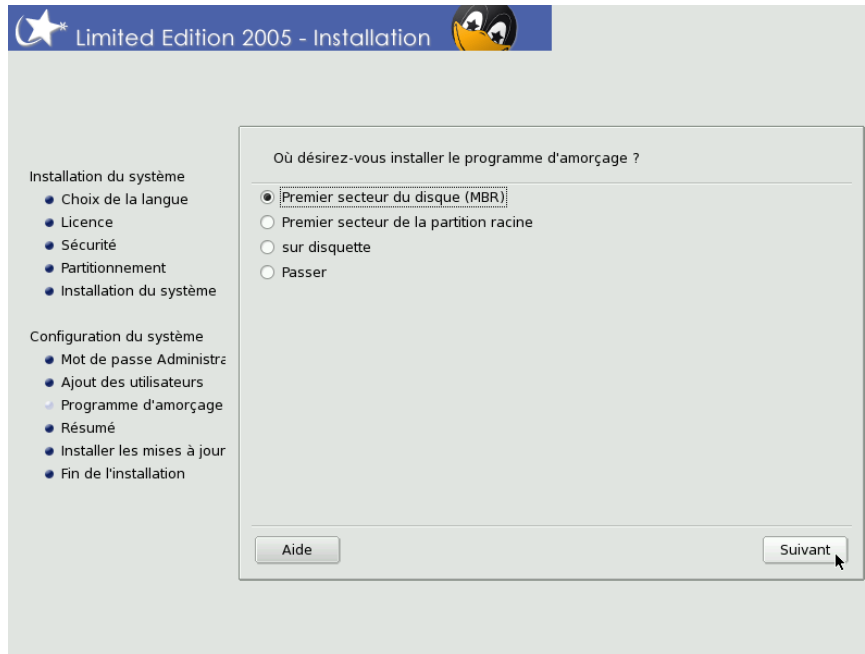 Limited Edition 2005 - Installation
Installation du système
Choix de la langue
Licence
Sécurité
Partitionnement
Installation du système
Configuration du système
Mot de passe Administra
Ajout des utilisateurs
Programme d'amorçage
Résumé
Installer les mises à jour
Fin de l'installation
Où désirez-vous installer le programme d'amorçage ?
Premier secteur du disque (MBR)
Premier secteur de la partition racine
sur disquette
Passer
Aide
Suivant